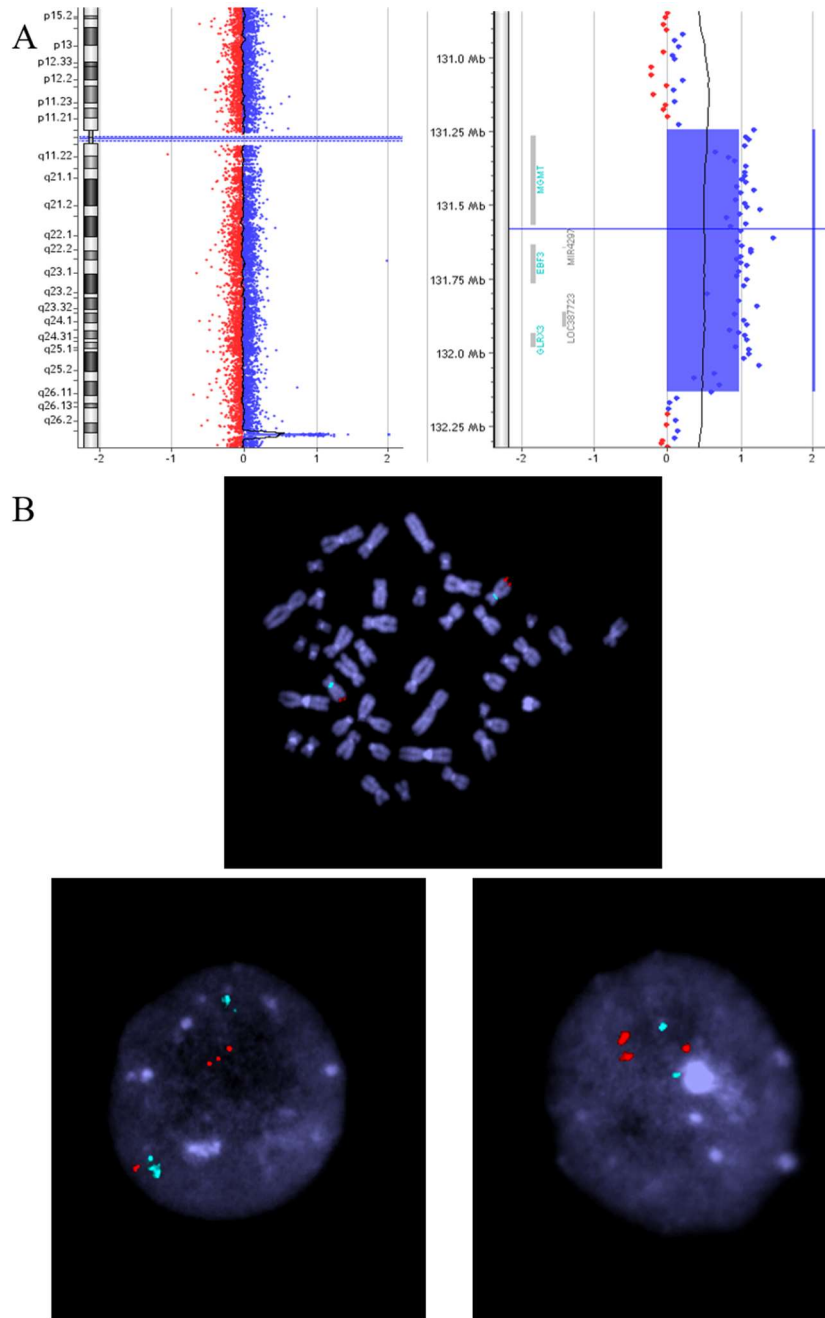 A
p15.2
p13
p12.33
p12.2
p11.23
p11.21
q11.22
q21.1
q21.2
q22.1
q22.2
q23.1
q23.2
q23.32
q24.1
q24.31
q25.1
q25.2
q26.11
q26.13
q26.2
-2 -1 0 1 2
131.0 Mb
131.25 Mb
131.5 Mb
131.75 Mb
132.0 Mb
132.25 Mb
MGMT
EBF3
MIR4297
GLRX3
LOC387723
-2 -1 0 1 2
B